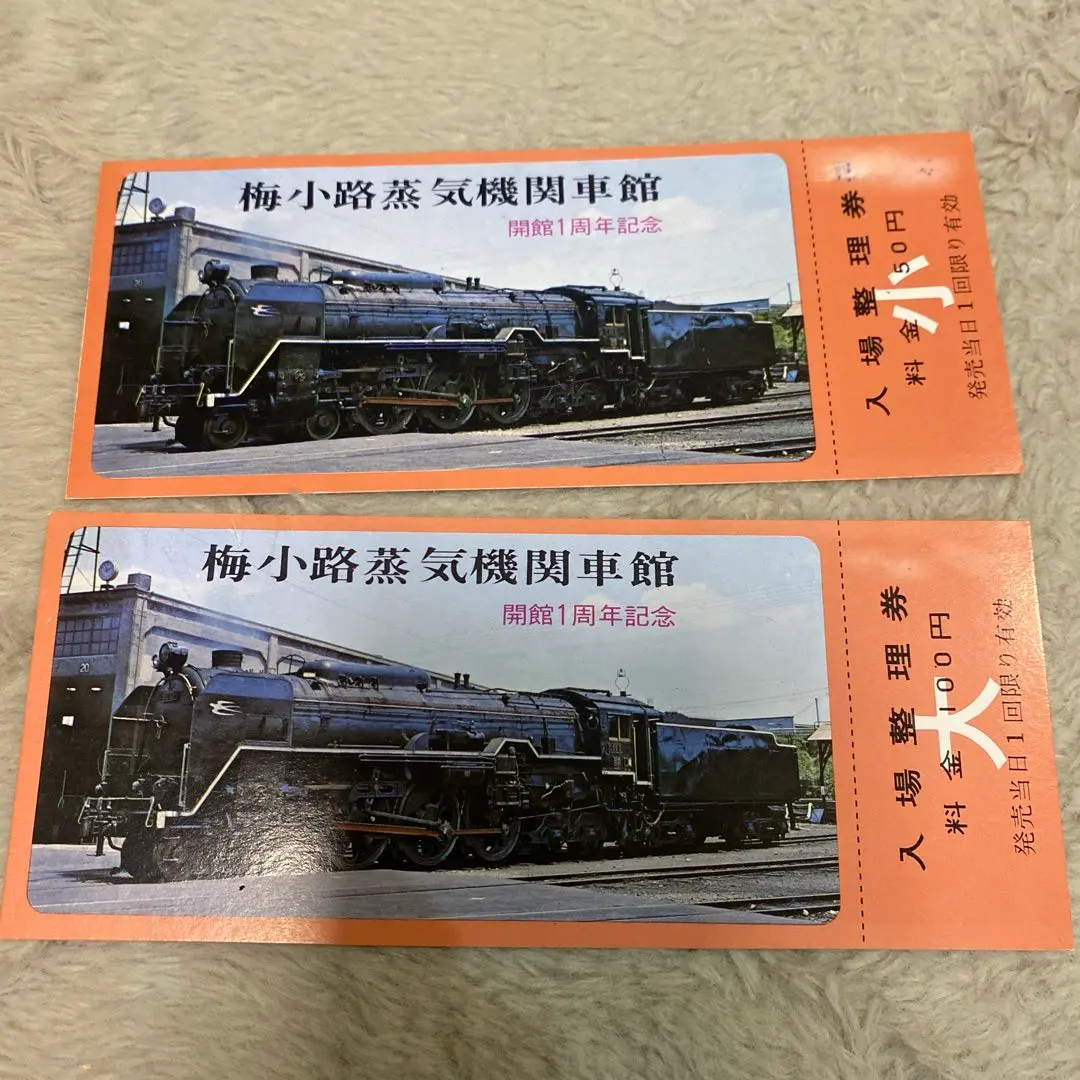 梅小路蒸気機関車館
開館1周年記念
20
入場整理券
料金 50円
小
発売当日1回限り有効
梅小路蒸気機関車館
開館1周年記念
20
入場整理券
料金 100円
大
発売当日1回限り有効